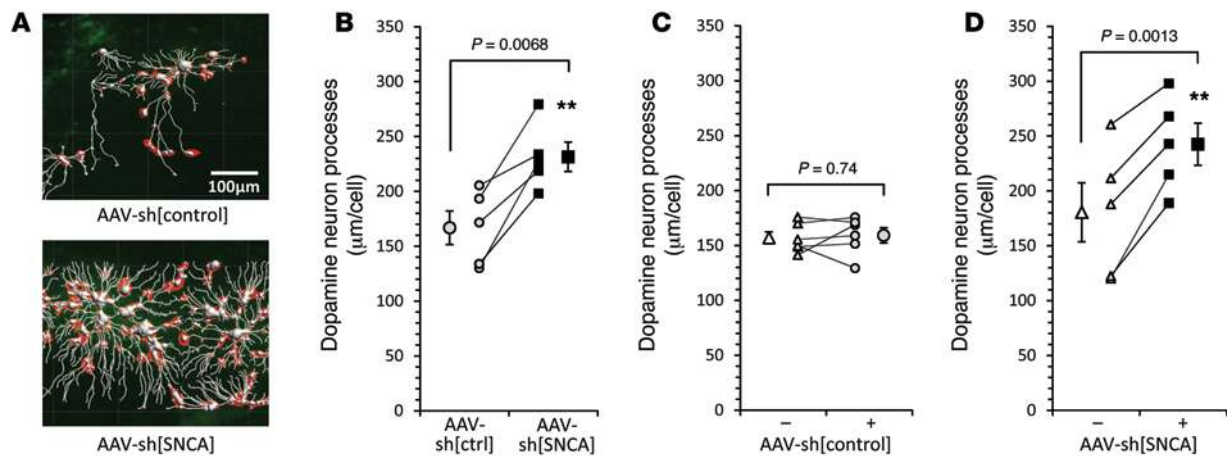 A
100μm
AAV-sh[control]
AAV-sh[SNCA]
B
Dopamine neuron processes
(μm/cell)
350
300
250
200
150
100
50
0
P = 0.0068
**
AAV-
sh[ctrl]
AAV-
sh[SNCA]
C
Dopamine neuron processes
(μm/cell)
350
300
250
200
150
100
50
0
P = 0.74
– +
AAV-sh[control]
D
Dopamine neuron processes
(μm/cell)
350
300
250
200
150
100
50
0
P = 0.0013
**
– +
AAV-sh[SNCA]